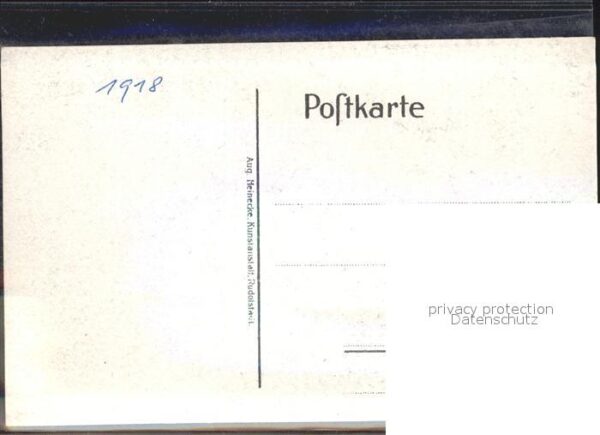 1918
Poſtkarte
Aug. Meinecke, Kunstanstalt, Rudolstadt.
privacy protection
Datenschutz